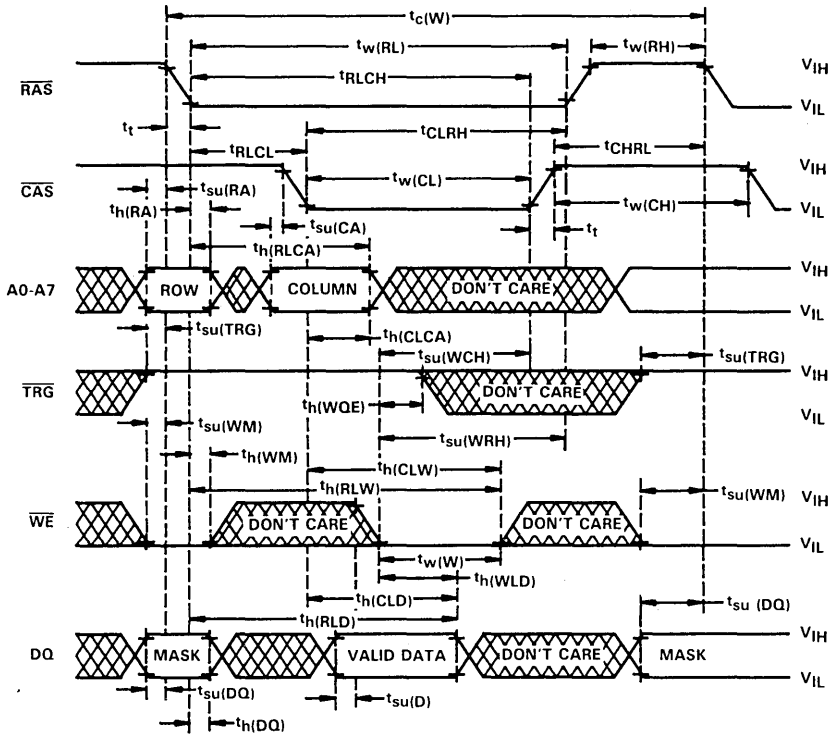 tc(W)
tw(RL)
tw(RH)
tRLCH
RAS
VIH
VIL
tt
tCLRH
tRLCL
tCHRL
CAS
VIH
VIL
tsu(RA)
tw(CL)
th(RA)
tsu(CA)
tw(CH)
tt
th(RLCA)
A0-A7
ROW
COLUMN
DON'T CARE
VIH
VIL
tsu(TRG)
th(CLCA)
tsu(WCH)
tsu(TRG)
TRG
DON'T CARE
VIH
VIL
th(WQE)
tsu(WM)
tsu(WRH)
th(WM)
th(CLW)
th(RLW)
tsu(WM)
WE
DON'T CARE
DON'T CARE
VIH
VIL
tw(W)
th(WLD)
th(CLD)
th(RLD)
tsu (DQ)
DQ
MASK
VALID DATA
DON'T CARE
MASK
VIH
VIL
tsu(DQ)
tsu(D)
th(DQ)